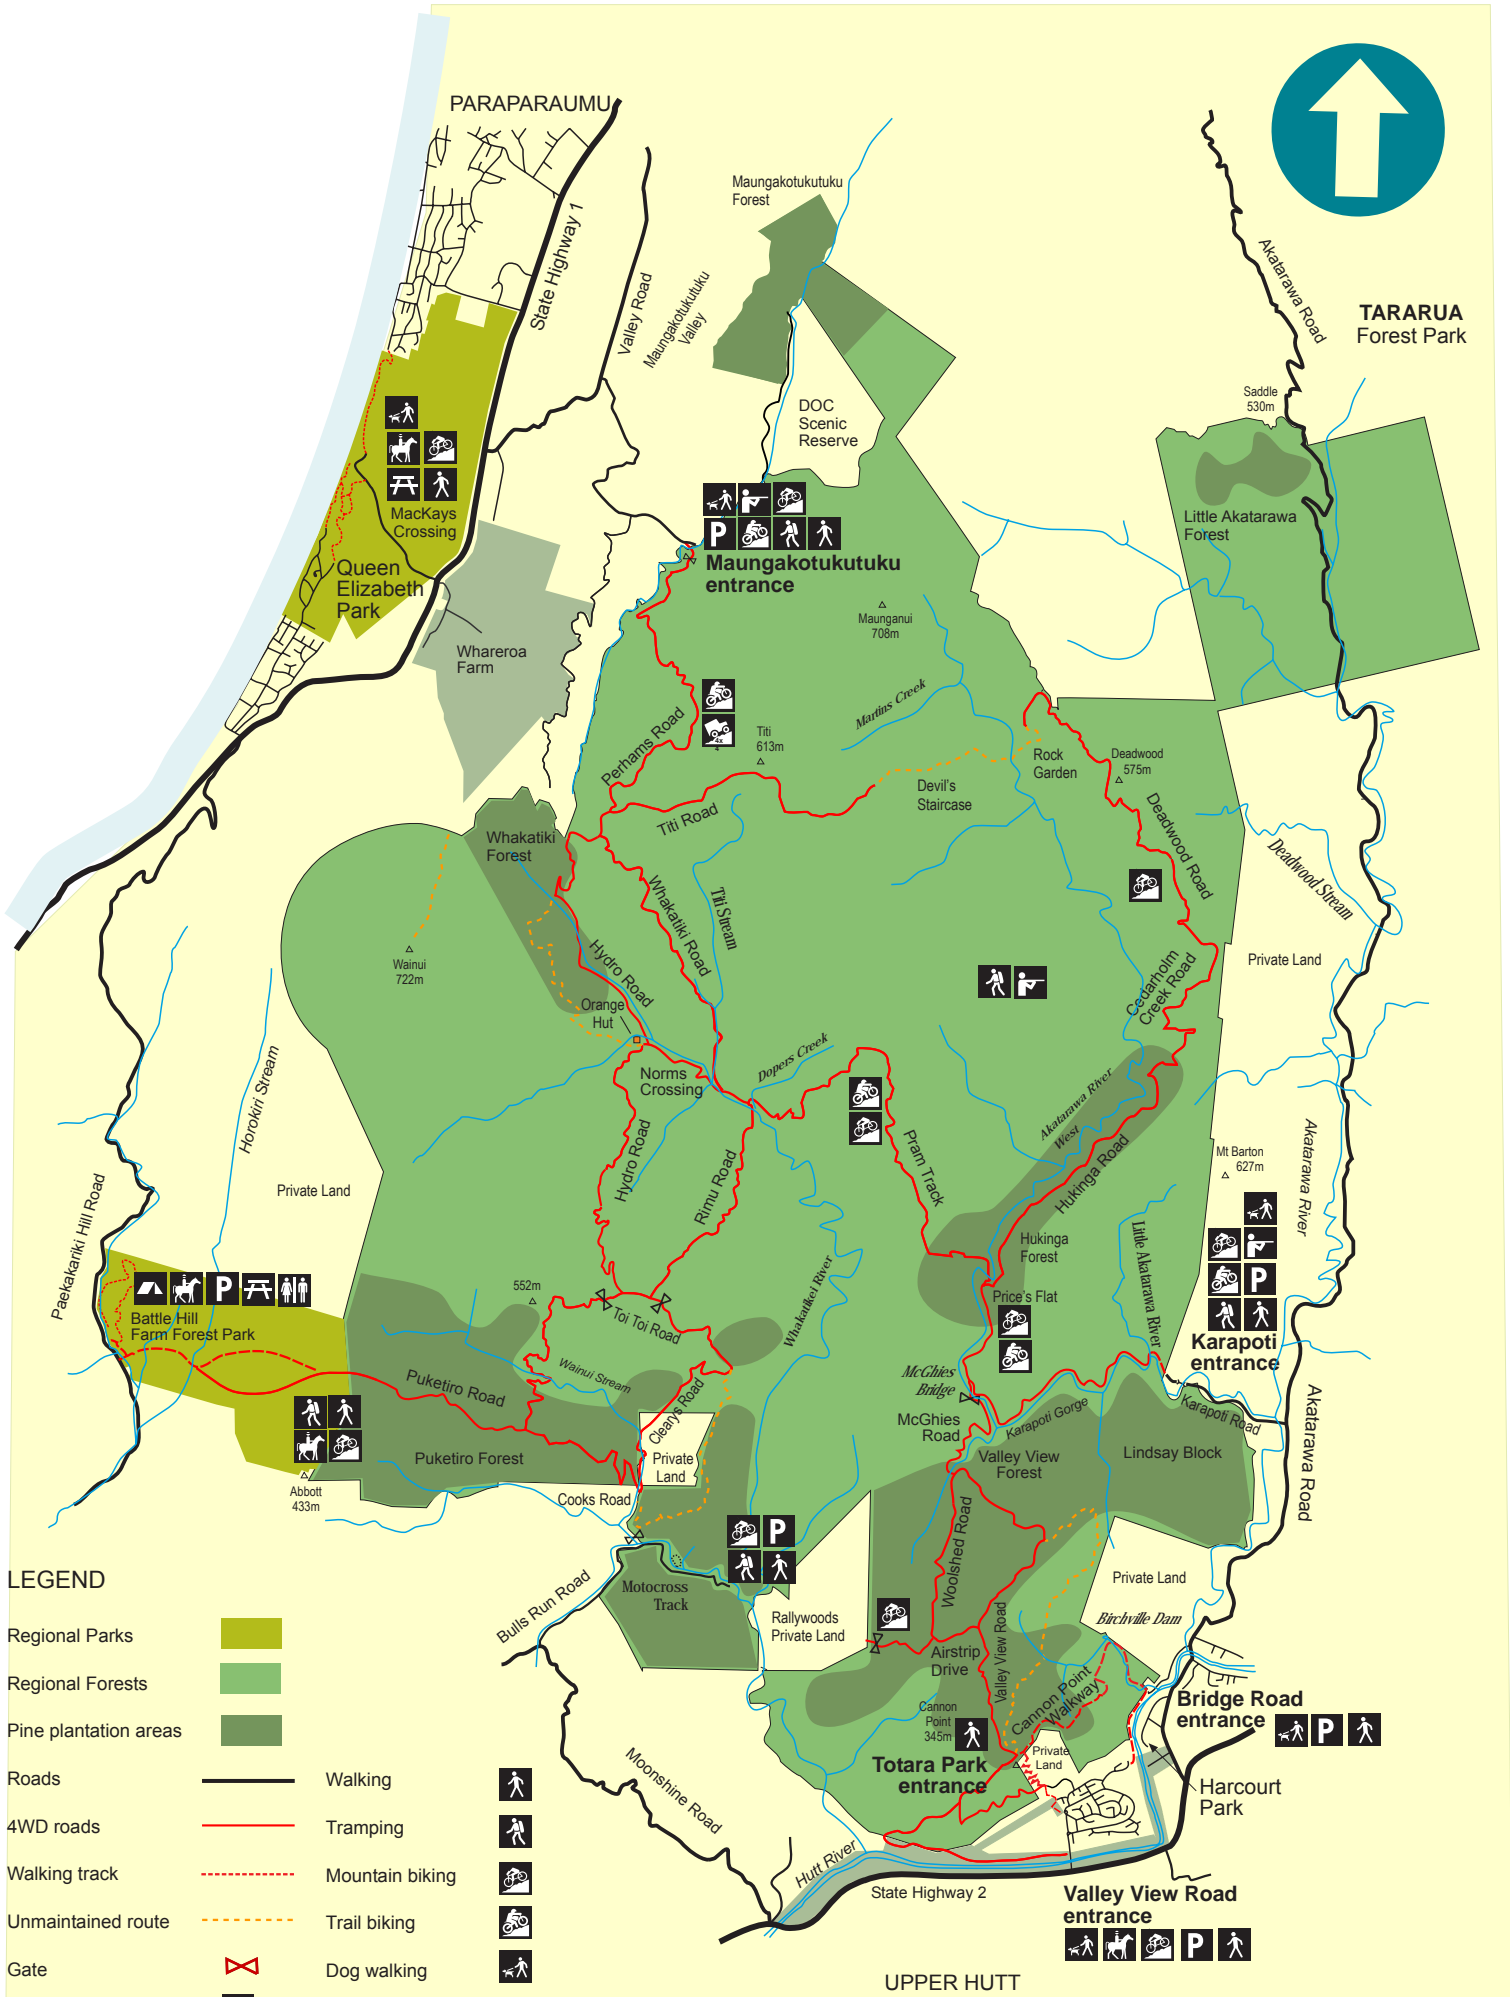 PARAPARAUMU
State Highway 1
Valley Road
Maungakotukutuku
Valley
Maungakotukutuku
Forest
Akatarawa Road
TARARUA
Forest Park
Saddle
530m
DOC
Scenic
Reserve
Little Akatarawa
Forest
MacKays
Crossing
Queen
Elizabeth
Park
Whareroa
Farm
P
Maungakotukutuku
entrance
Maunganui
708m
Martins Creek
Perhams Road
4x
4
Titi
613m
Rock
Garden
Deadwood
575m
Devil's
Staircase
Titi Road
Deadwood Road
Deadwood Stream
Whakatiki
Forest
Whakatiki Road
Titi Stream
Wainui
722m
Hydro Road
Orange
Hut
Cedarholm
Creek Road
Private Land
Norms
Crossing
Dopers Creek
Horokiri Stream
Akatarawa River
West
Hydro Road
Rimu Road
Pram Track
Hukinga Road
Mt Barton
627m
Akatarawa River
Private Land
Paekakariki Hill Road
Hukinga
Forest
Little Akatarawa River
Whakatikei River
P
Battle Hill
Farm Forest Park
552m
Toi Toi Road
Price's Flat
P
Karapoti
entrance
Wainui Stream
McGhies
Bridge
Puketiro Road
Clearys Road
McGhies
Road
Karapoti Gorge
Karapoti Road
Akatarawa Road
Puketiro Forest
Private
Land
Valley View
Forest
Lindsay Block
Abbott
433m
Cooks Road
P
Woolshed Road
Private Land
Birchville Dam
Bulls Run Road
Motocross
Track
Rallywoods
Private Land
Airstrip
Drive
Valley View Road
Cannon Point
Walkway
Cannon
Point
345m
Bridge Road
entrance
P
Totara Park
entrance
Private
Land
Harcourt
Park
Moonshine Road
Hutt River
State Highway 2
Valley View Road
entrance
P
UPPER HUTT
LEGEND
Regional Parks
Regional Forests
Pine plantation areas
Roads
Walking
4WD roads
Tramping
Walking track
Mountain biking
Unmaintained route
Trail biking
Gate
Dog walking